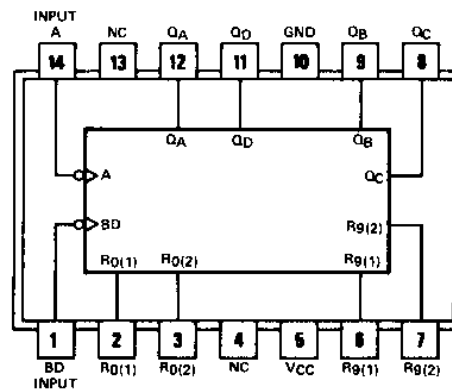 INPUT
A NC QA QD GND QB QC
14 13 12 11 10 9 8
QA QD QB
A QC
BD R9(2)
R0(1) R0(2) R9(1)
1 2 3 4 5 6 7
BD R0(1) R0(2) NC VCC R9(1) R9(2)
INPUT